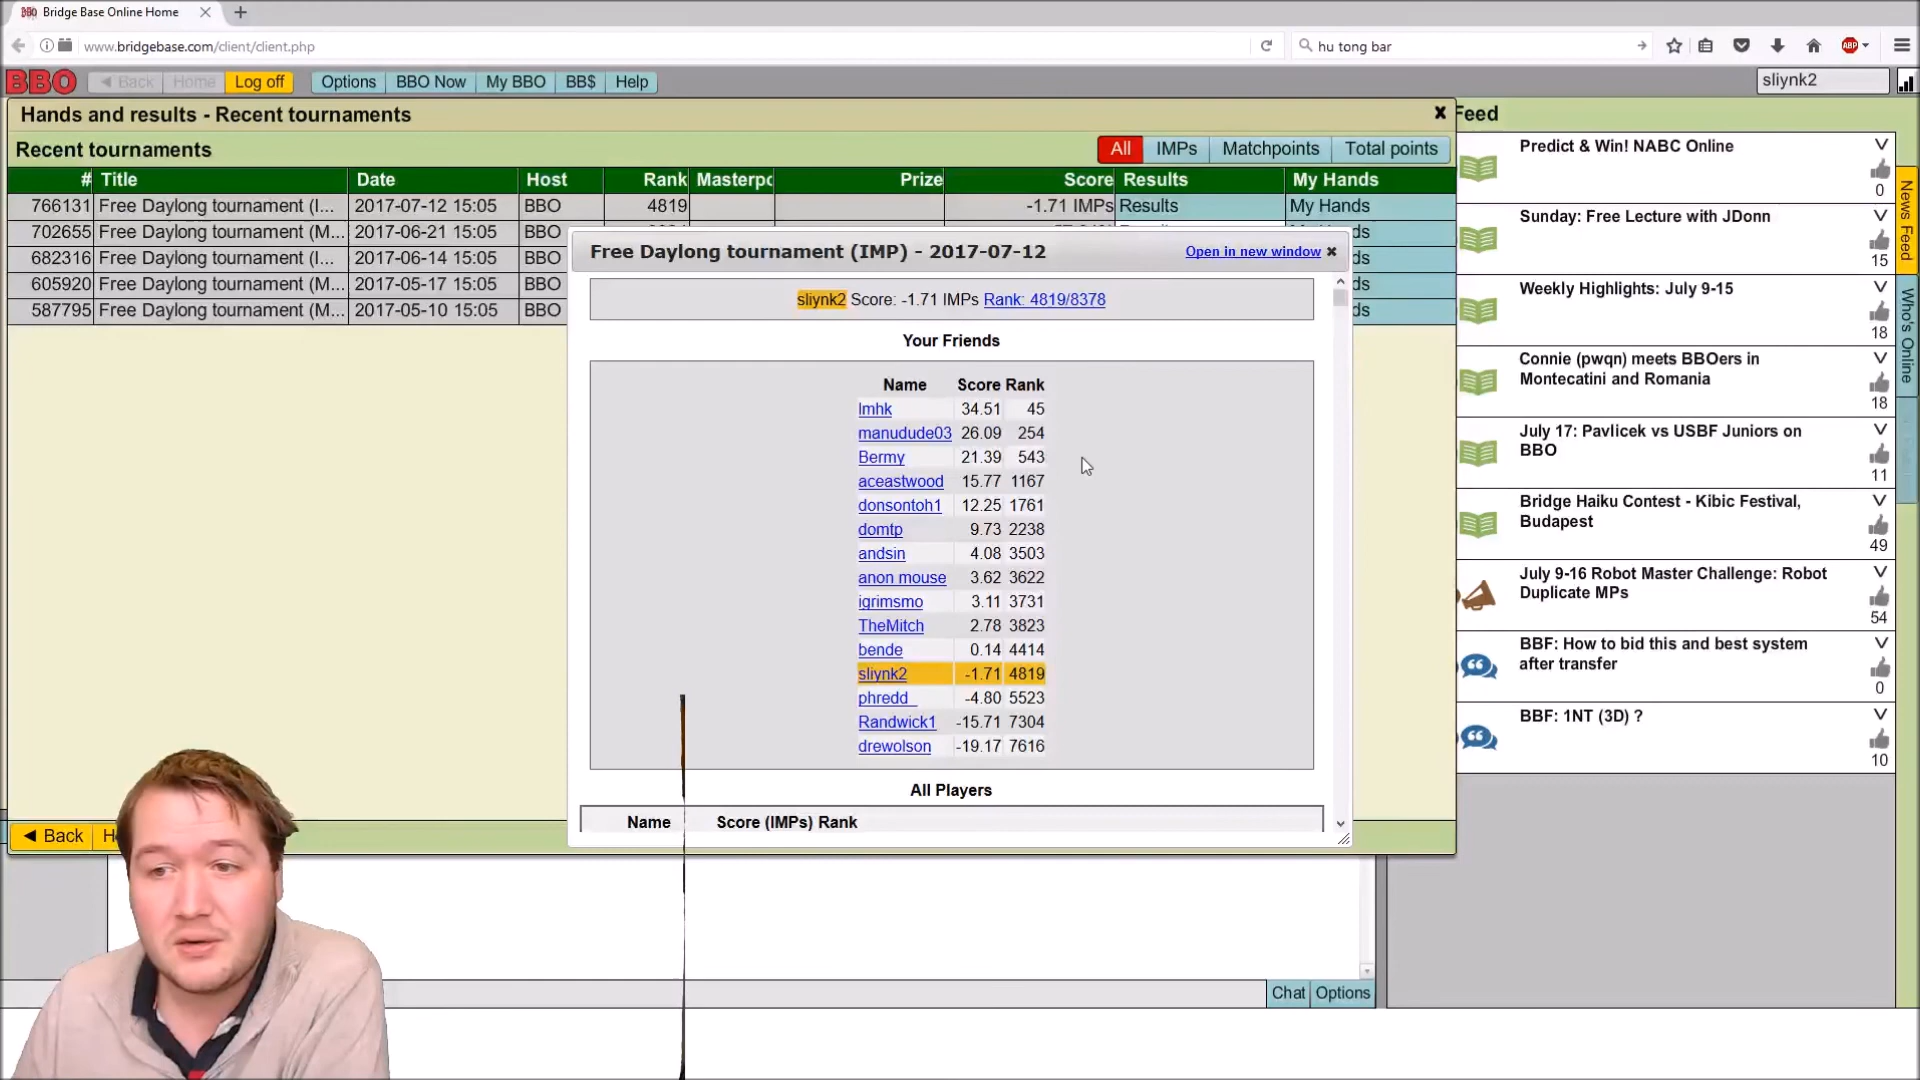 Bridge Base Online Home
www.bridgebase.com/client/client.php
hu tong bar
ABP
BBO
Back
Home
Log off
Options
BBO Now
My BBO
BB$
Help
sliynk2
Hands and results - Recent tournaments
Recent tournaments
All
IMPs
Matchpoints
Total points
# Title Date Host Rank Masterpo Prize Score Results My Hands
766131 Free Daylong tournament (I... 2017-07-12 15:05 BBO 4819 -1.71 IMPs Results My Hands
702655 Free Daylong tournament (M... 2017-06-21 15:05 BBO
682316 Free Daylong tournament (I... 2017-06-14 15:05 BBO ds
605920 Free Daylong tournament (M... 2017-05-17 15:05 BBO ds
587795 Free Daylong tournament (M... 2017-05-10 15:05 BBO ds
Free Daylong tournament (IMP) - 2017-07-12
Open in new window
sliynk2 Score: -1.71 IMPs Rank: 4819/8378
Your Friends
Name Score Rank
lmhk 34.51 45
manudude03 26.09 254
Bermy 21.39 543
aceastwood 15.77 1167
donsontoh1 12.25 1761
domtp 9.73 2238
andsin 4.08 3503
anon mouse 3.62 3622
igrimsmo 3.11 3731
TheMitch 2.78 3823
bende 0.14 4414
sliynk2 -1.71 4819
phredd_ -4.80 5523
Randwick1 -15.71 7304
drewolson -19.17 7616
All Players
Name Score (IMPs) Rank
Back
H
Chat
Options
Feed
Predict & Win! NABC Online
0
Sunday: Free Lecture with JDonn
15
Weekly Highlights: July 9-15
18
Connie (pwqn) meets BBOers in
Montecatini and Romania
18
July 17: Pavlicek vs USBF Juniors on
BBO
11
Bridge Haiku Contest - Kibic Festival,
Budapest
49
July 9-16 Robot Master Challenge: Robot
Duplicate MPs
54
BBF: How to bid this and best system
after transfer
0
BBF: 1NT (3D) ?
10
News Feed
Who's Online